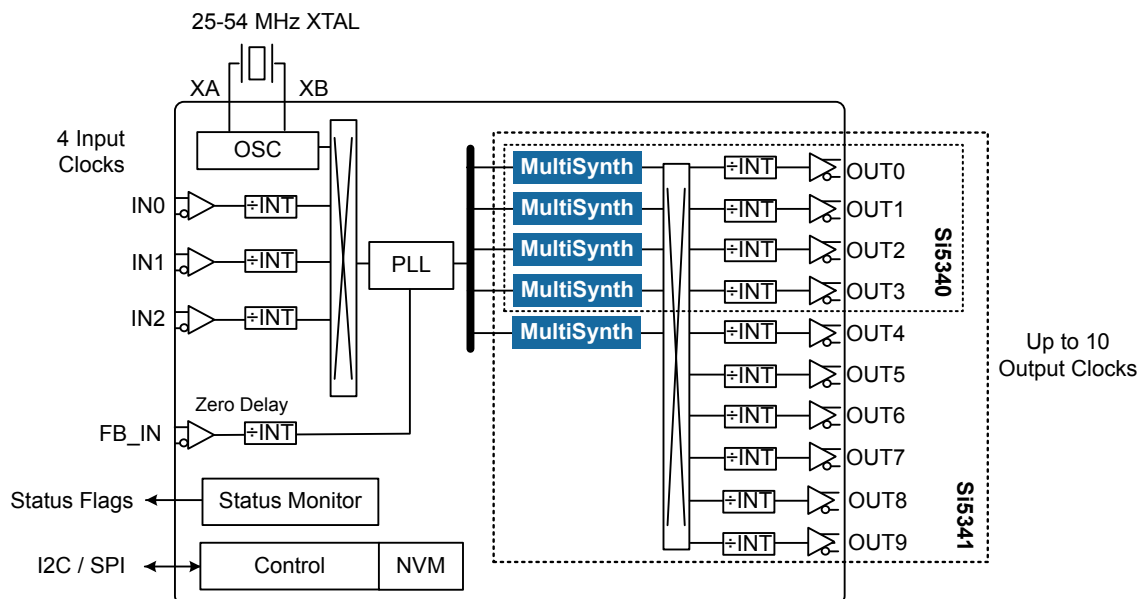 25-54 MHz XTAL
XA
XB
4 Input
Clocks
OSC
IN0
÷INT
IN1
÷INT
IN2
÷INT
PLL
Zero Delay
FB_IN
÷INT
Status Flags
Status Monitor
I2C / SPI
Control
NVM
MultiSynth
MultiSynth
MultiSynth
MultiSynth
MultiSynth
÷INT
OUT0
÷INT
OUT1
÷INT
OUT2
÷INT
OUT3
÷INT
OUT4
÷INT
OUT5
÷INT
OUT6
÷INT
OUT7
÷INT
OUT8
÷INT
OUT9
Si5340
Si5341
Up to 10
Output Clocks